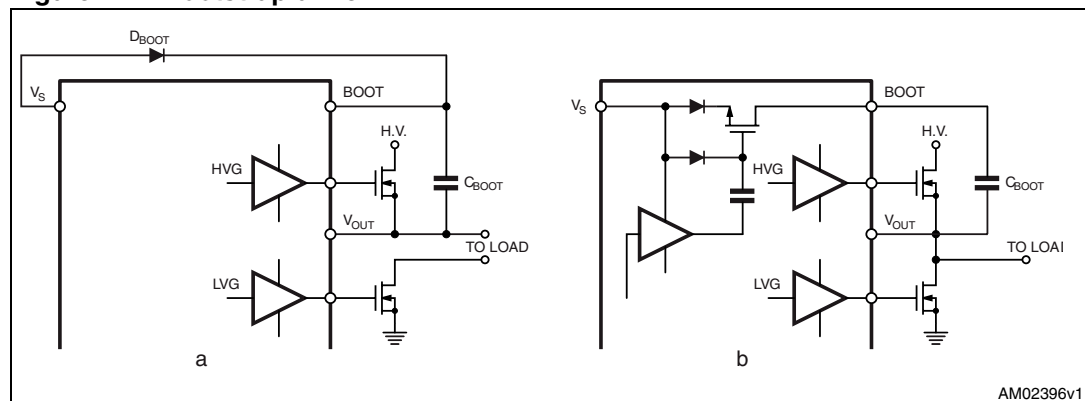 D_BOOT
V_S
BOOT
H.V.
HVG
C_BOOT
V_OUT
TO LOAD
LVG
a
V_S
BOOT
H.V.
HVG
C_BOOT
V_OUT
TO LOAI
LVG
b
AM02396v1